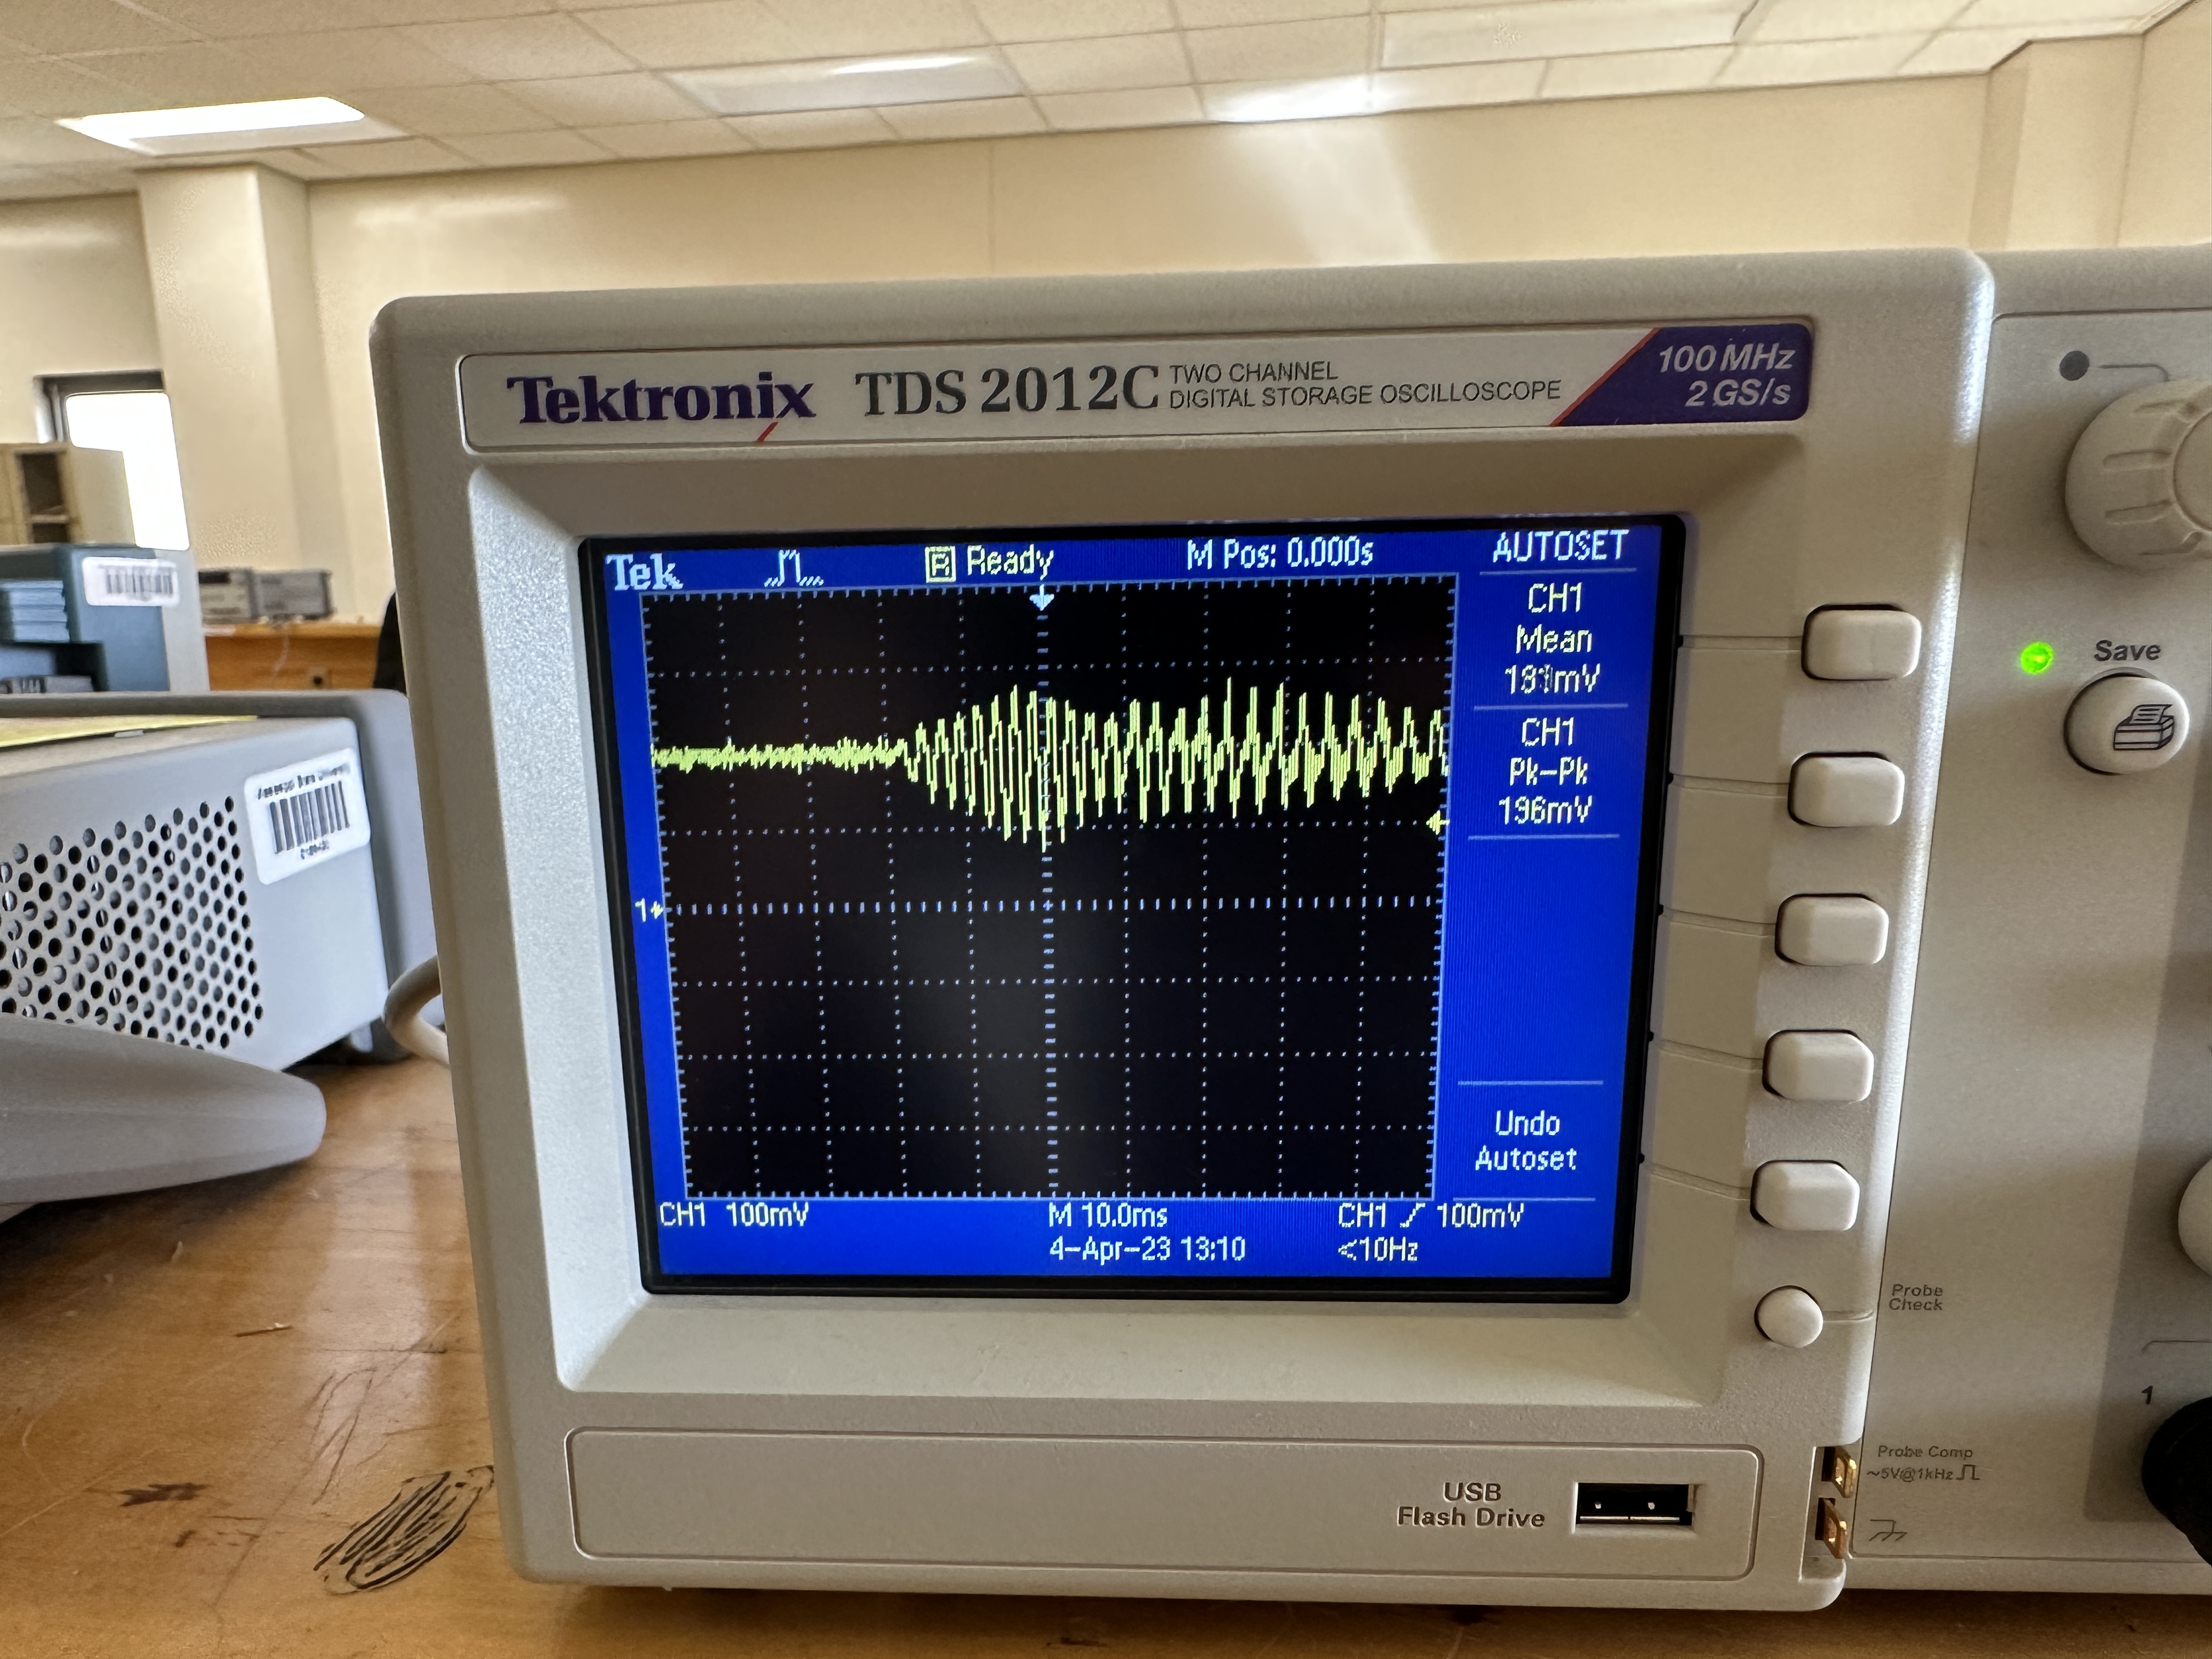 Tektronix TDS 2012C TWO CHANNEL
DIGITAL STORAGE OSCILLOSCOPE
100 MHz
2 GS/s
Tek
R Ready
M Pos: 0.000s
AUTOSET
CH1
Mean
CH1
Pk-Pk
196mV
1
Undo
Autoset
CH1 100mV
M 10.0ms
CH1 100mV
4-Apr-23 13:10
<10Hz
Save
Probe
Check
1
Probe Comp
~5V@1kHz
USB
Flash Drive